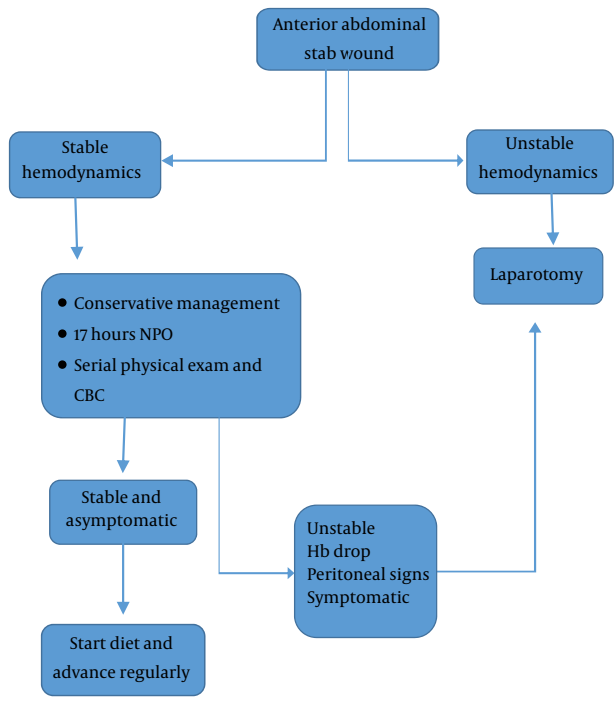 Anterior abdominal
stab wound
Stable
hemodynamics
Unstable
hemodynamics
Laparotomy
● Conservative management
● 17 hours NPO
● Serial physical exam and
CBC
Stable and
asymptomatic
Unstable
Hb drop
Peritoneal signs
Symptomatic
Start diet and
advance regularly